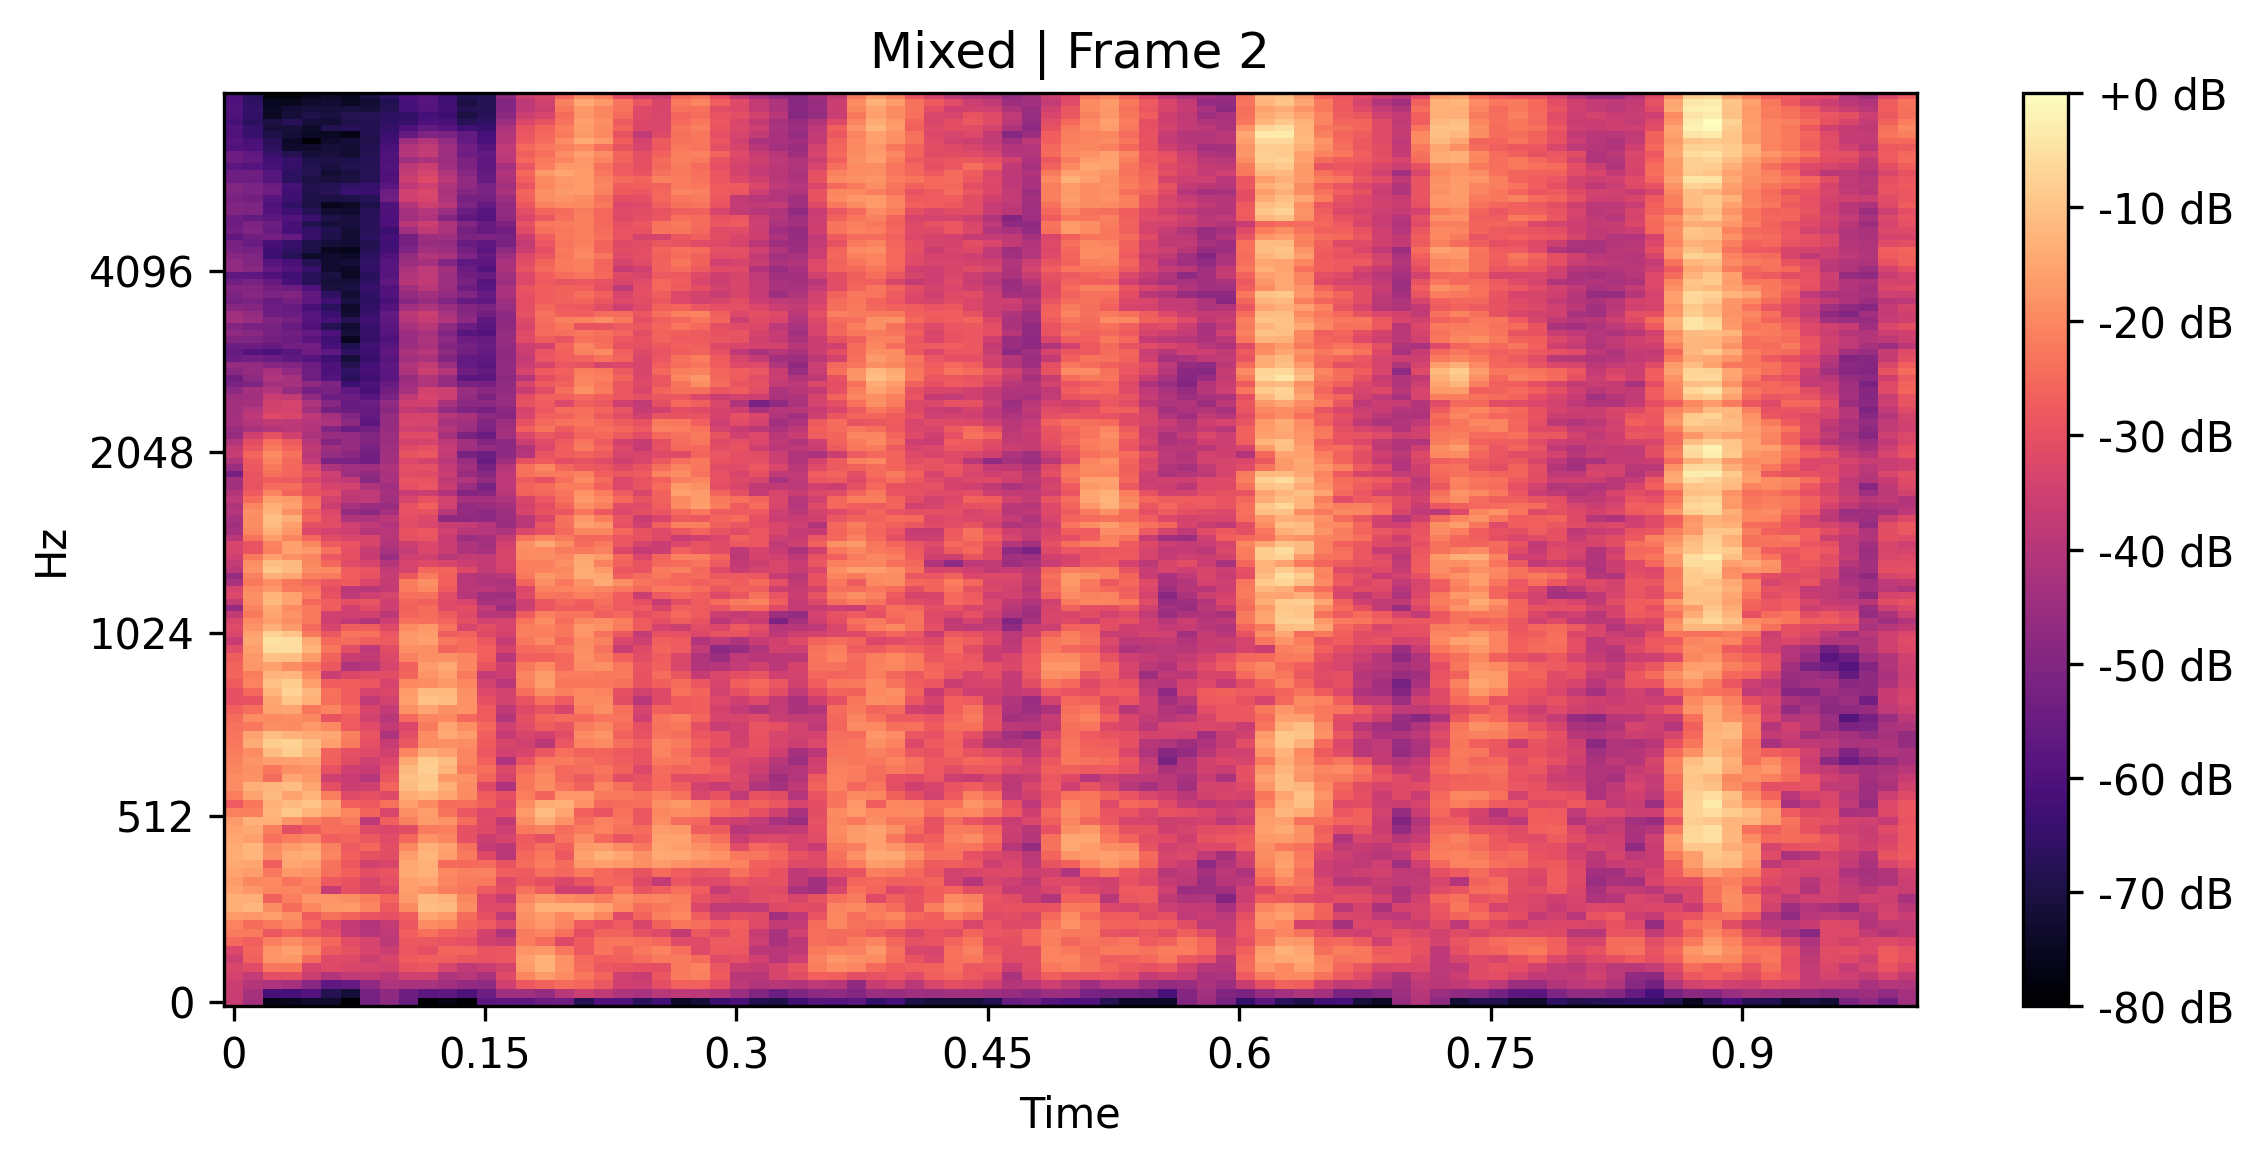 Mixed | Frame 2
+0 dB
-10 dB
-20 dB
-30 dB
-40 dB
-50 dB
-60 dB
-70 dB
-80 dB
Hz
4096
2048
1024
512
0
0 0.15 0.3 0.45 0.6 0.75 0.9
Time